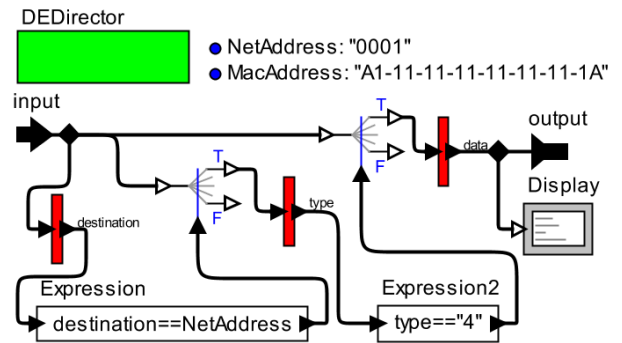 DEDirector
NetAddress: "0001"
MacAddress: "A1-11-11-11-11-11-11-1A"
input
output
T
F
data
T
F
type
destination
Display
Expression
destination==NetAddress
Expression2
type=="4"